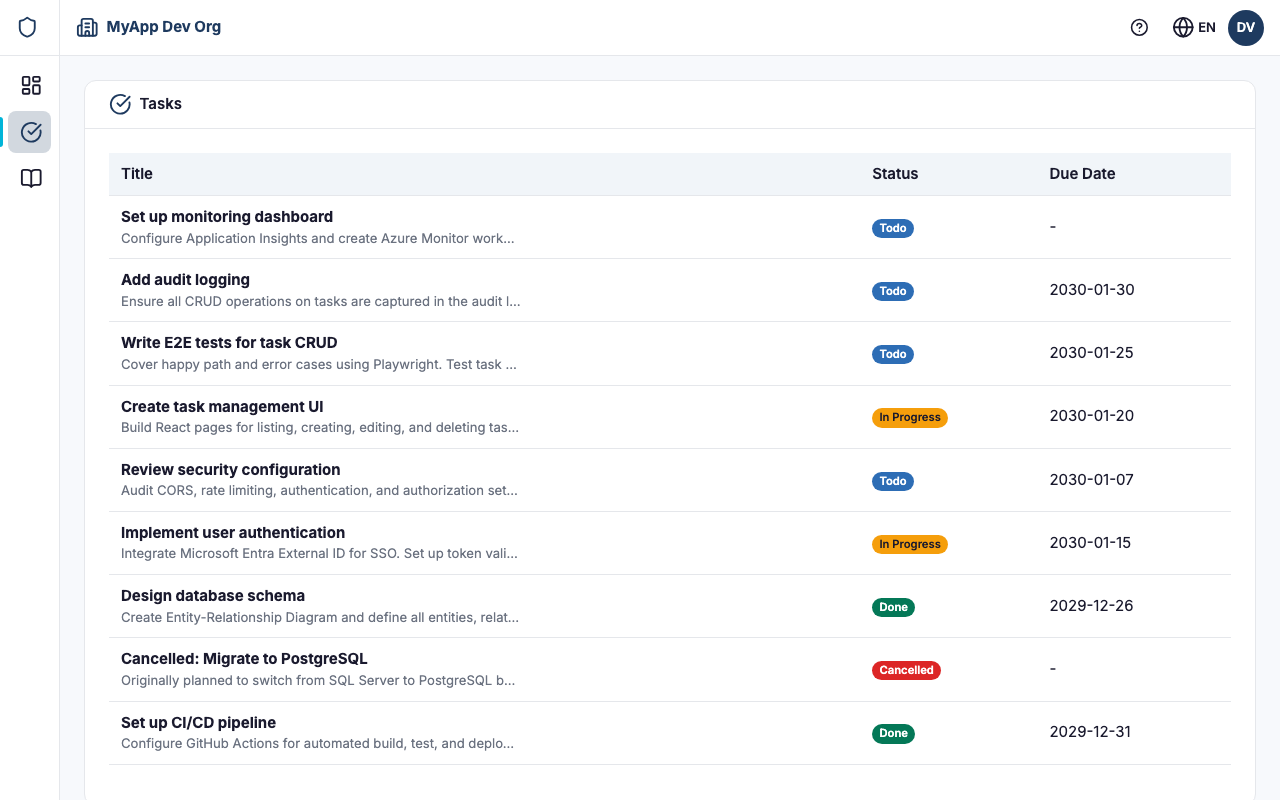 MyApp Dev Org
EN
DV
Tasks
Title Status Due Date
Set up monitoring dashboard
Configure Application Insights and create Azure Monitor work...
Todo
-
Add audit logging
Ensure all CRUD operations on tasks are captured in the audit l...
Todo
2030-01-30
Write E2E tests for task CRUD
Cover happy path and error cases using Playwright. Test task ...
Todo
2030-01-25
Create task management UI
Build React pages for listing, creating, editing, and deleting tas...
In Progress
2030-01-20
Review security configuration
Audit CORS, rate limiting, authentication, and authorization set...
Todo
2030-01-07
Implement user authentication
Integrate Microsoft Entra External ID for SSO. Set up token vali...
In Progress
2030-01-15
Design database schema
Create Entity-Relationship Diagram and define all entities, relat...
Done
2029-12-26
Cancelled: Migrate to PostgreSQL
Originally planned to switch from SQL Server to PostgreSQL b...
Cancelled
-
Set up CI/CD pipeline
Configure GitHub Actions for automated build, test, and deplo...
Done
2029-12-31